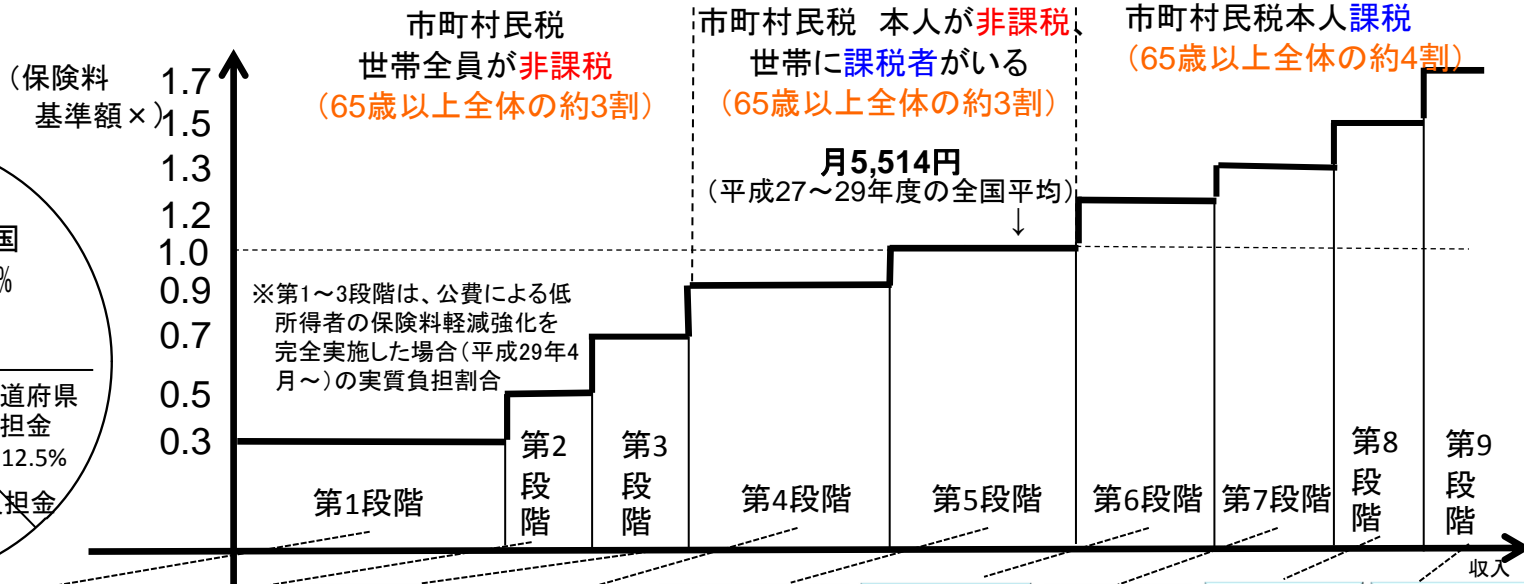 市町村民税
世帯全員が非課税
(65歳以上全体の約3割)
市町村民税 本人が非課税、
世帯に課税者がいる
(65歳以上全体の約3割)
市町村民税本人課税
(65歳以上全体の約4割)
(保険料
基準額×)
1.7
1.5
1.3
1.2
1.0
0.9
0.7
0.5
0.3
月5,514円
(平成27~29年度の全国平均)
↓
※第1~3段階は、公費による低
所得者の保険料軽減強化を
完全実施した場合(平成29年4
月~)の実質負担割合
国
%
道府県
担金
12.5%
担金
第1段階
第2段階
第3段階
第4段階
第5段階
第6段階
第7段階
第8段階
第9段階
収入